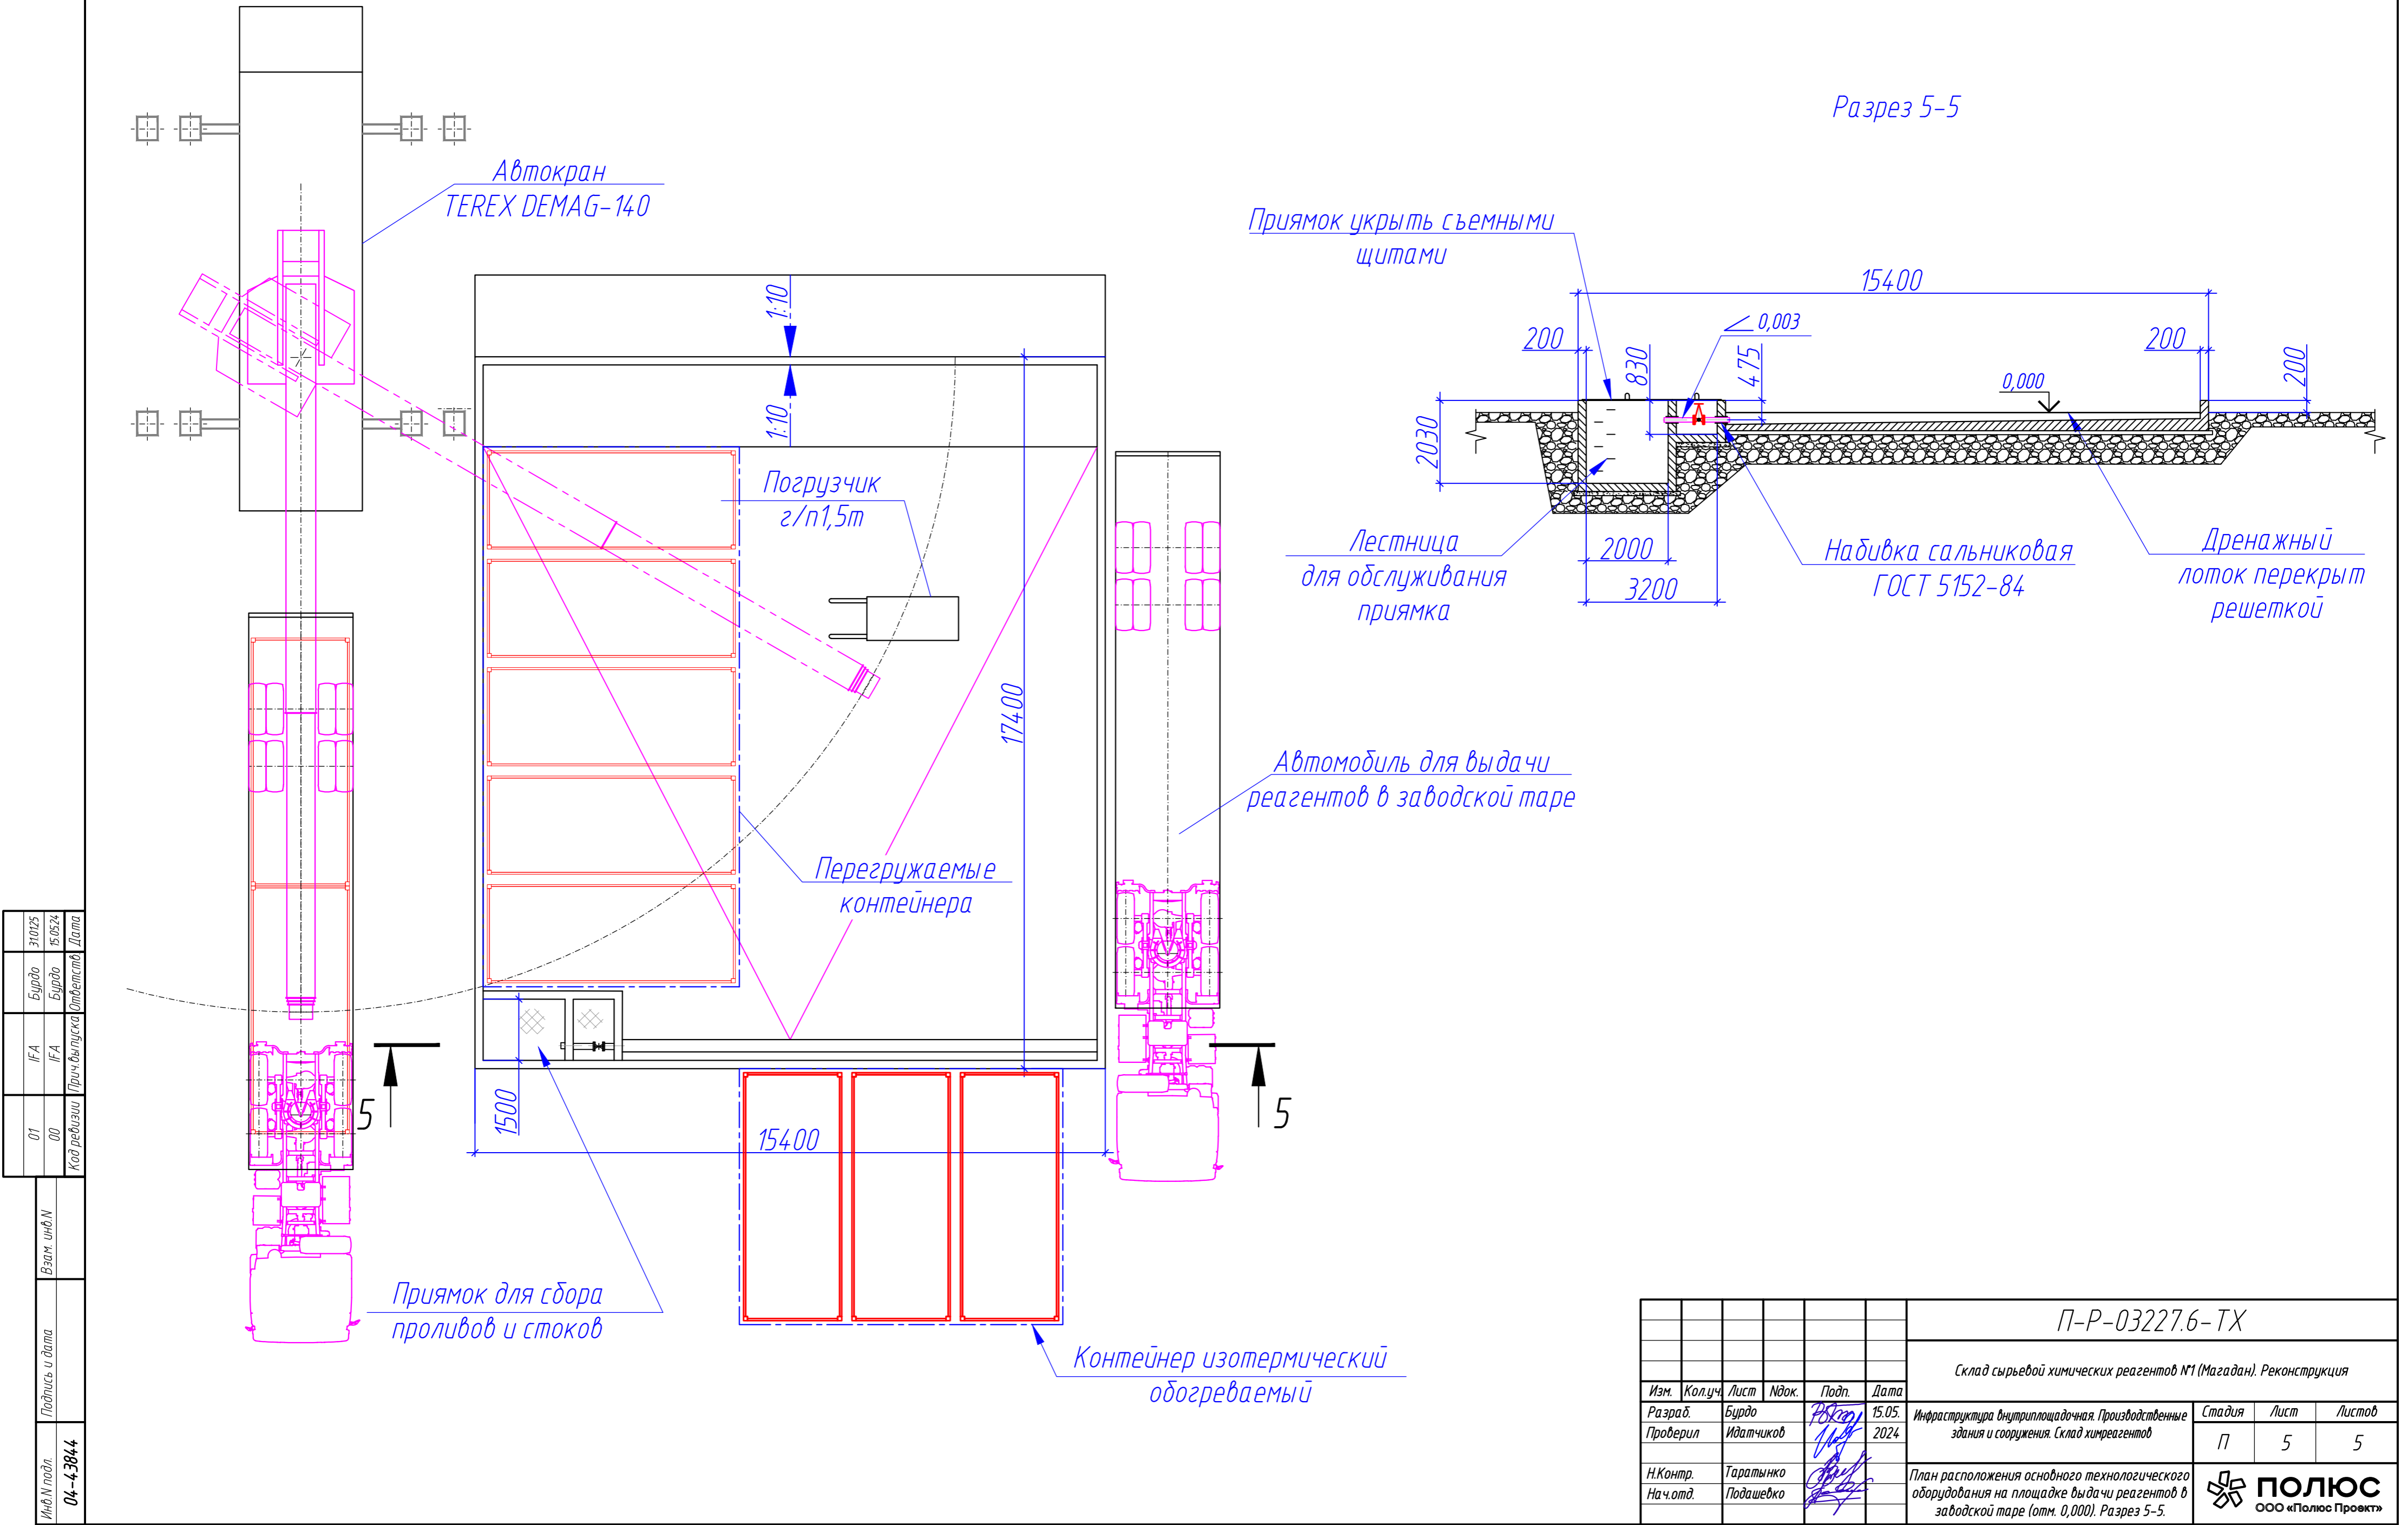 Разрез 5-5
Автокран
TEREX DEMAG-140
Приямок укрыть съемными
щитами
15400
200
0,003
830
475
200
0,000
200
2030
2000
3200
Лестница
для обслуживания
приямка
Набивка сальниковая
ГОСТ 5152-84
Дренажный
лоток перекрыт
решеткой
1:10
1:10
Погрузчик
г/п1,5т
17400
Автомобиль для выдачи
реагентов в заводской таре
Перегружаемые
контейнера
5
5
1500
15400
Приямок для сбора
проливов и стоков
Контейнер изотермический
обогреваемый
31.01.25
15.05.24
Дата
Бурдо
Бурдо
Ответств.
IFA
IFA
Прич.выпуска
01
00
Код ревизии
Взам. инв.N
Подпись и дата
Инв.N подл.
04-43844
П-Р-03227.6-ТХ
Склад сырьевой химических реагентов №1 (Магадан). Реконструкция
Изм. Кол.уч. Лист Nдок. Подп. Дата
Разраб. Бурдо 15.05.
Проверил Идатчиков 2024
Н.Контр. Таратынко
Нач.отд. Подашевко
Инфраструктура внутриплощадочная. Производственные
здания и сооружения. Склад химреагентов
Стадия Лист Листов
П 5 5
План расположения основного технологического
оборудования на площадке выдачи реагентов в
заводской таре (отм. 0,000). Разрез 5-5.
ПОЛЮС
ООО «Полюс Проект»